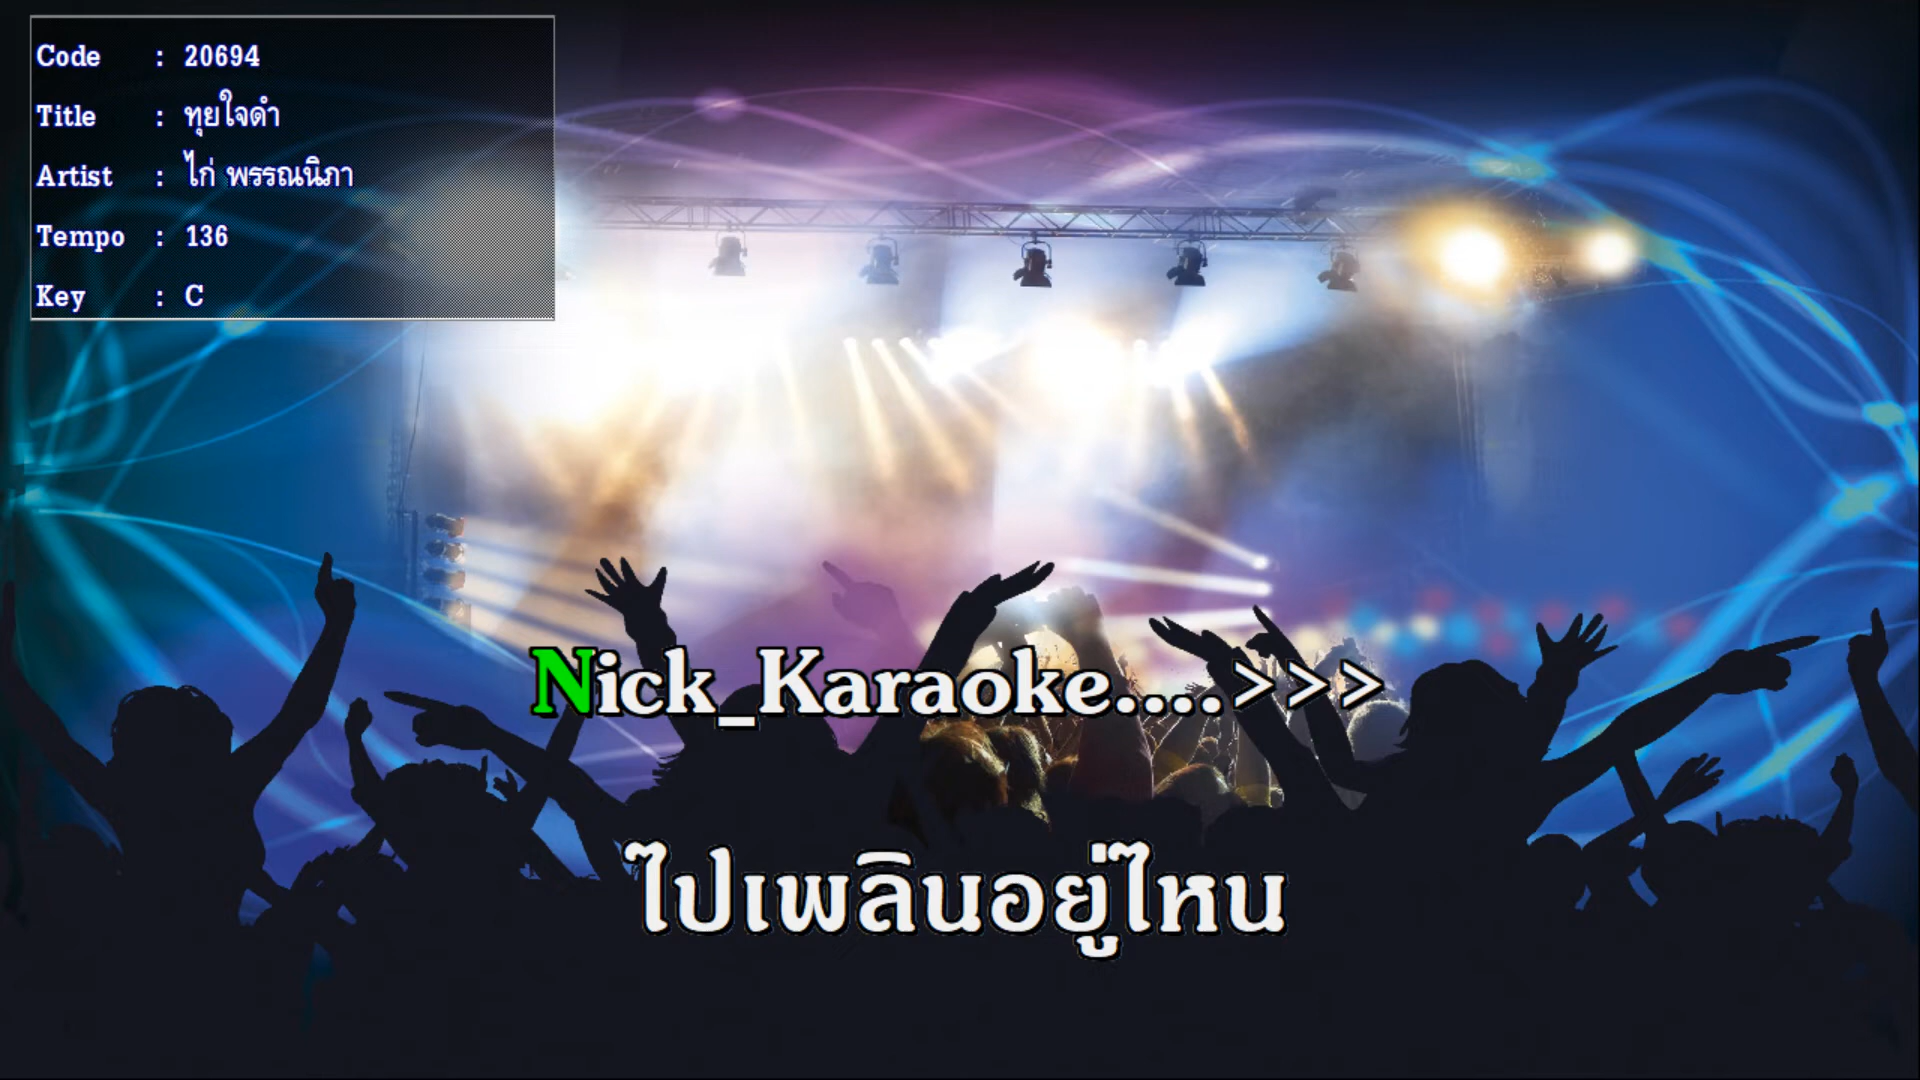 Code : 20694
Title : ทุยใจดำ
Artist : ไก่ พรรณนิภา
Tempo : 136
Key : C
Nick_Karaoke....>>>
ไปเพลินอยู่ไหน